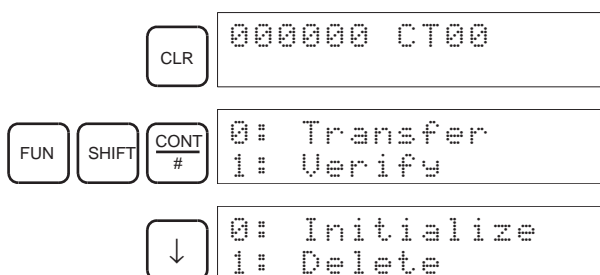 CLR
000000 CT00
FUN SHIFT CONT
#
0: Transfer
1: Verify
↓
0: Initialize
1: Delete